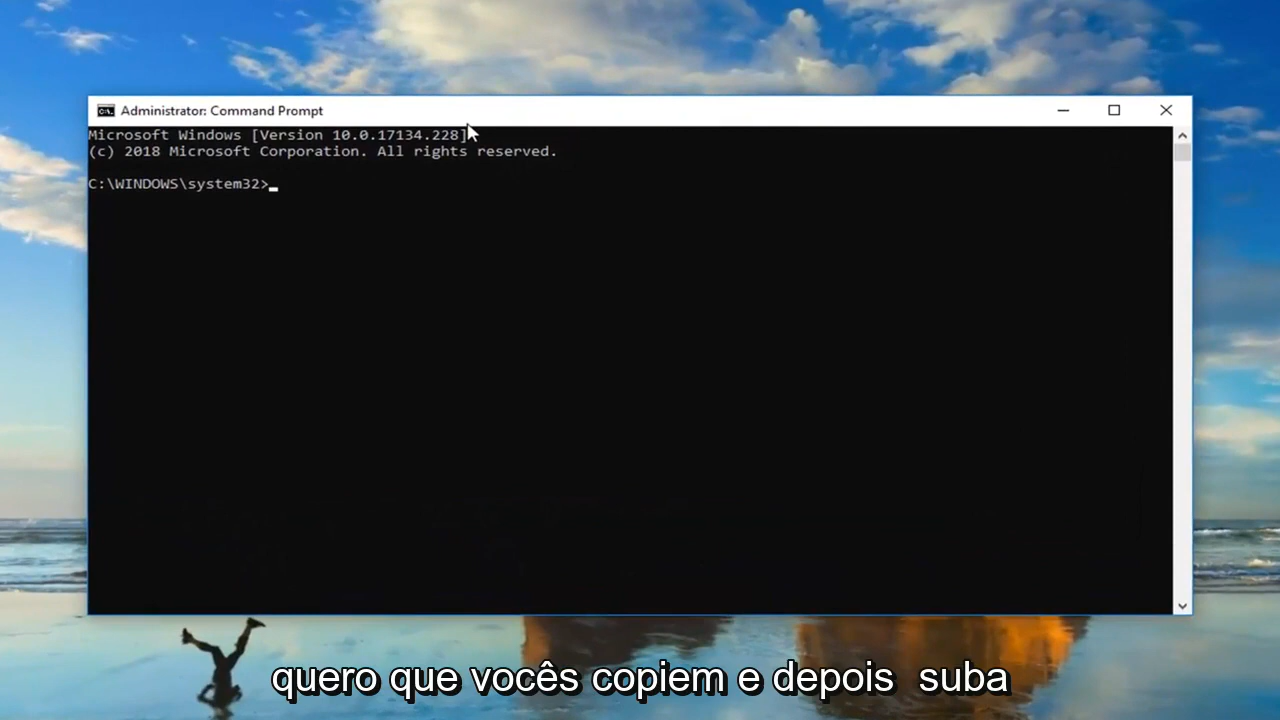 Administrator: Command Prompt
Microsoft Windows [Version 10.0.17134.228]
(c) 2018 Microsoft Corporation. All rights reserved.
C:\WINDOWS\system32>
quero que vocês copiem e depois  suba